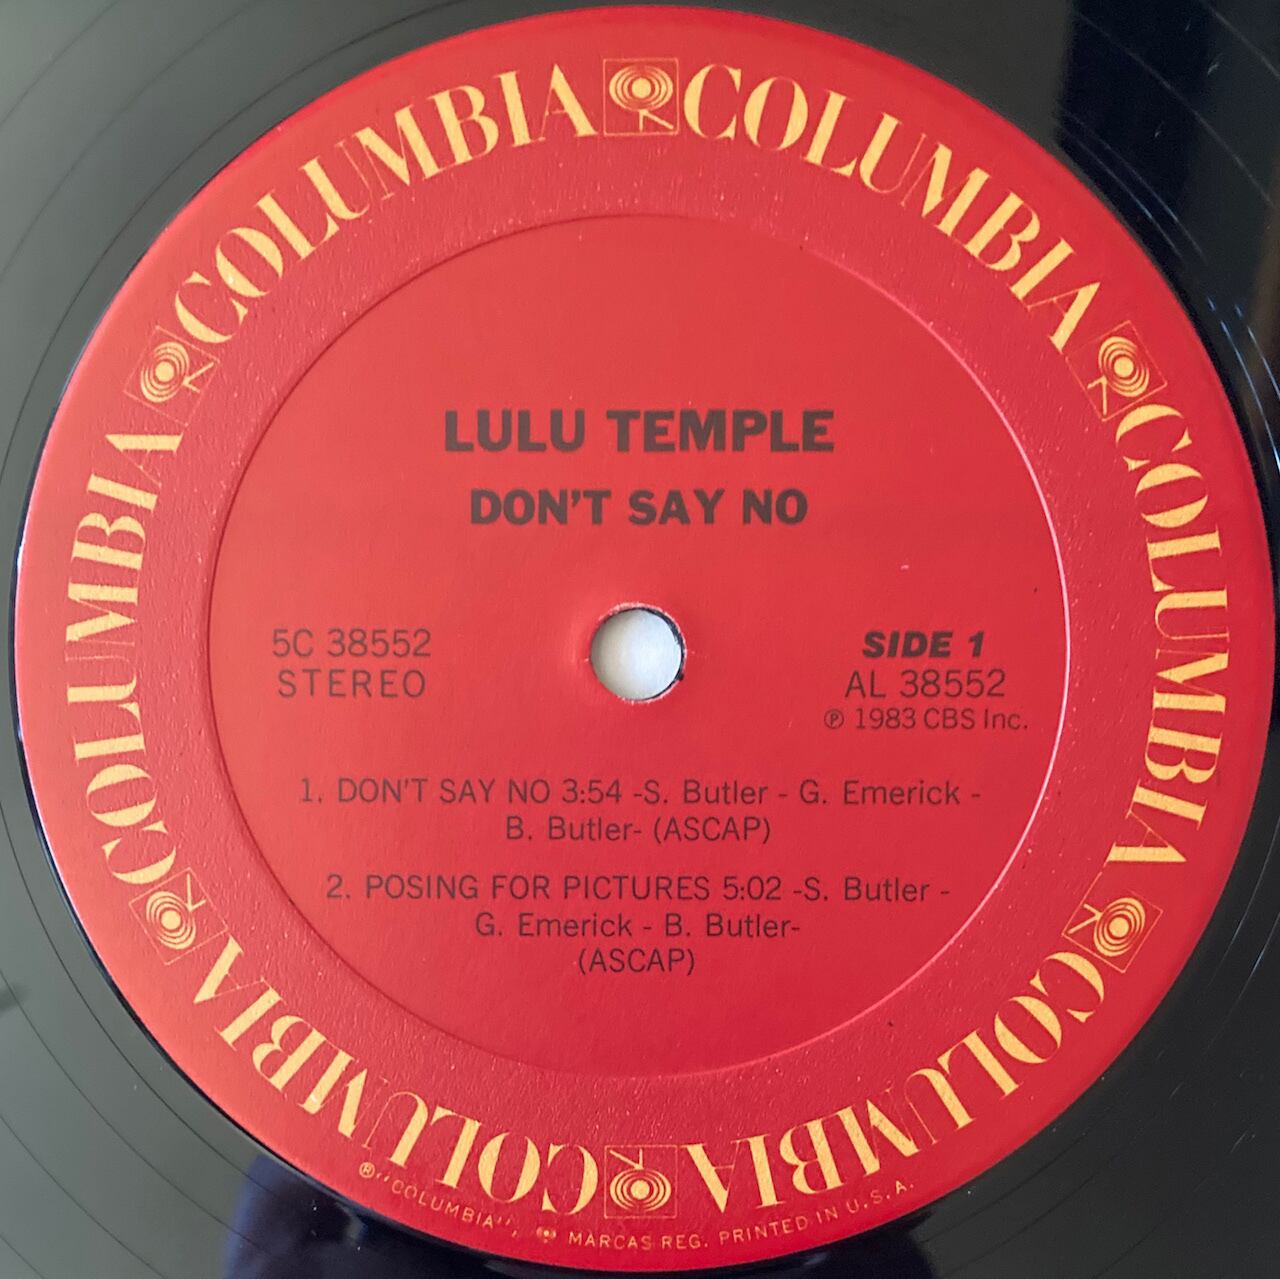 COLUMBIA COLUMBIA COLUMBIA COLUMBIA COLUMBIA COLUMBIA
LULU TEMPLE
DON'T SAY NO
5C 38552
STEREO
SIDE 1
AL 38552
℗ 1983 CBS Inc.
1. DON'T SAY NO 3:54 -S. Butler - G. Emerick -
B. Butler- (ASCAP)
2. POSING FOR PICTURES 5:02 -S. Butler -
G. Emerick - B. Butler-
(ASCAP)
® "COLUMBIA", MARCAS REG. PRINTED IN U.S.A.